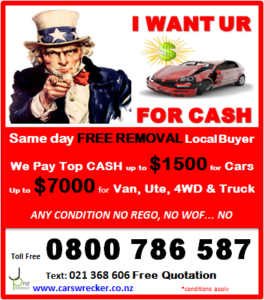 I WANT UR
$
FOR CASH
Same day FREE REMOVAL Local Buyer
We Pay Top CASH up to $1500 for Cars
Up to $7000 for Van, Ute, 4WD & Truck
ANY CONDITION NO REGO, NO WOF... NO
Toll Free 0800 786 587
Text: 021 368 606 Free Quotation
www.carswrecker.co.nz *conditions apply